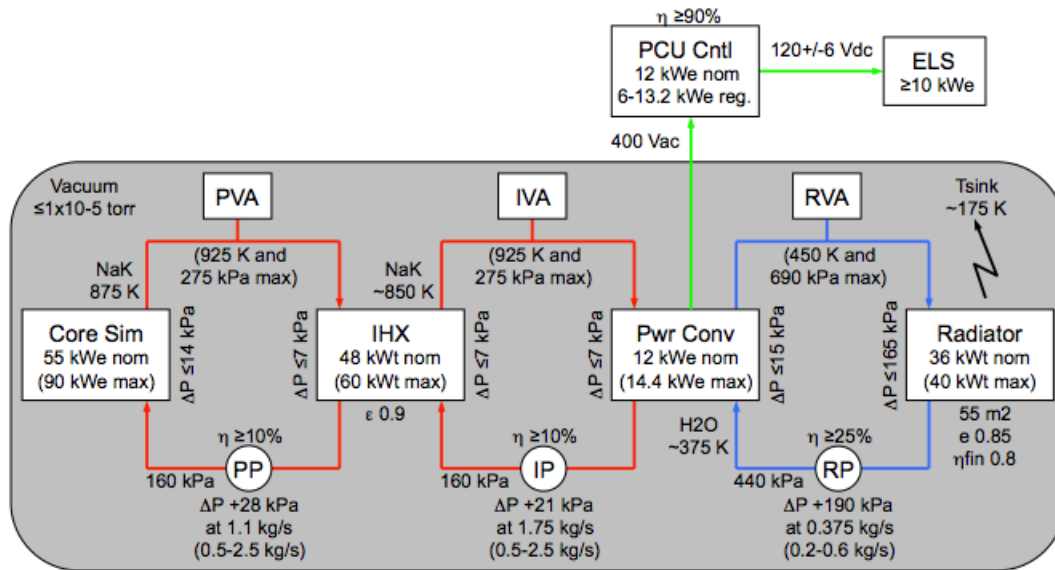 η ≥90%
PCU Cntl
12 kWe nom
6-13.2 kWe reg.
120+/-6 Vdc
ELS
≥10 kWe
400 Vac
Vacuum
≤1x10-5 torr
PVA
IVA
RVA
Tsink
~175 K
(925 K and
275 kPa max)
(925 K and
275 kPa max)
(450 K and
690 kPa max)
NaK
875 K
NaK
~850 K
Core Sim
55 kWe nom
(90 kWe max)
ΔP ≤14 kPa
ΔP ≤7 kPa
IHX
48 kWt nom
(60 kWt max)
ε 0.9
ΔP ≤7 kPa
ΔP ≤7 kPa
Pwr Conv
12 kWe nom
(14.4 kWe max)
ΔP ≤15 kPa
ΔP ≤165 kPa
Radiator
36 kWt nom
(40 kWt max)
55 m2
e 0.85
ηfin 0.8
H2O
~375 K
η ≥10%
PP
160 kPa
ΔP +28 kPa
at 1.1 kg/s
(0.5-2.5 kg/s)
η ≥10%
IP
160 kPa
ΔP +21 kPa
at 1.75 kg/s
(0.5-2.5 kg/s)
η ≥25%
RP
440 kPa
ΔP +190 kPa
at 0.375 kg/s
(0.2-0.6 kg/s)